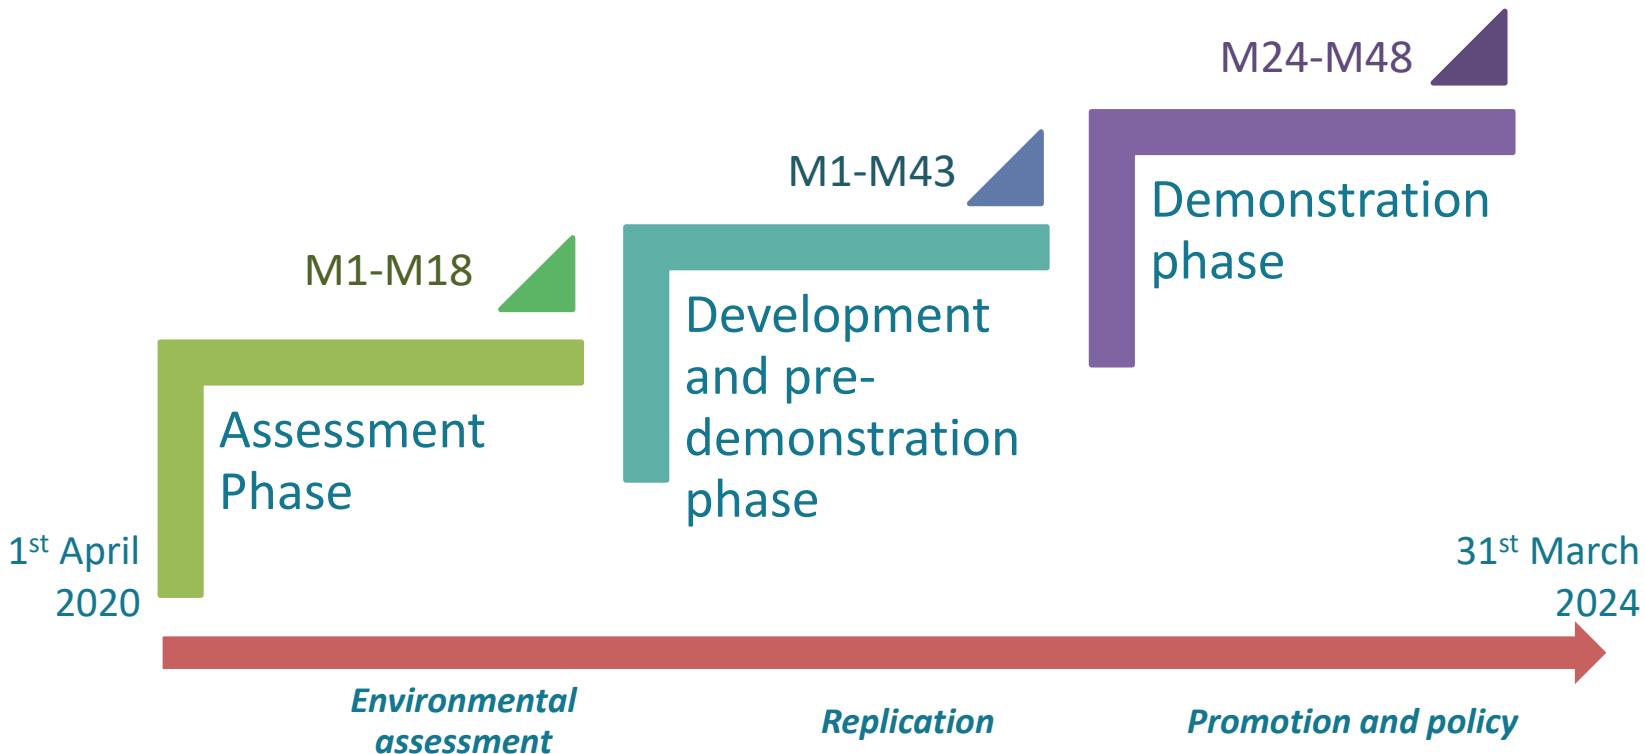 M24-M48
Demonstration
phase
M1-M43
Development
and pre-
demonstration
phase
M1-M18
Assessment
Phase
1st April
2020
31st March
2024
Environmental
assessment
Replication
Promotion and policy